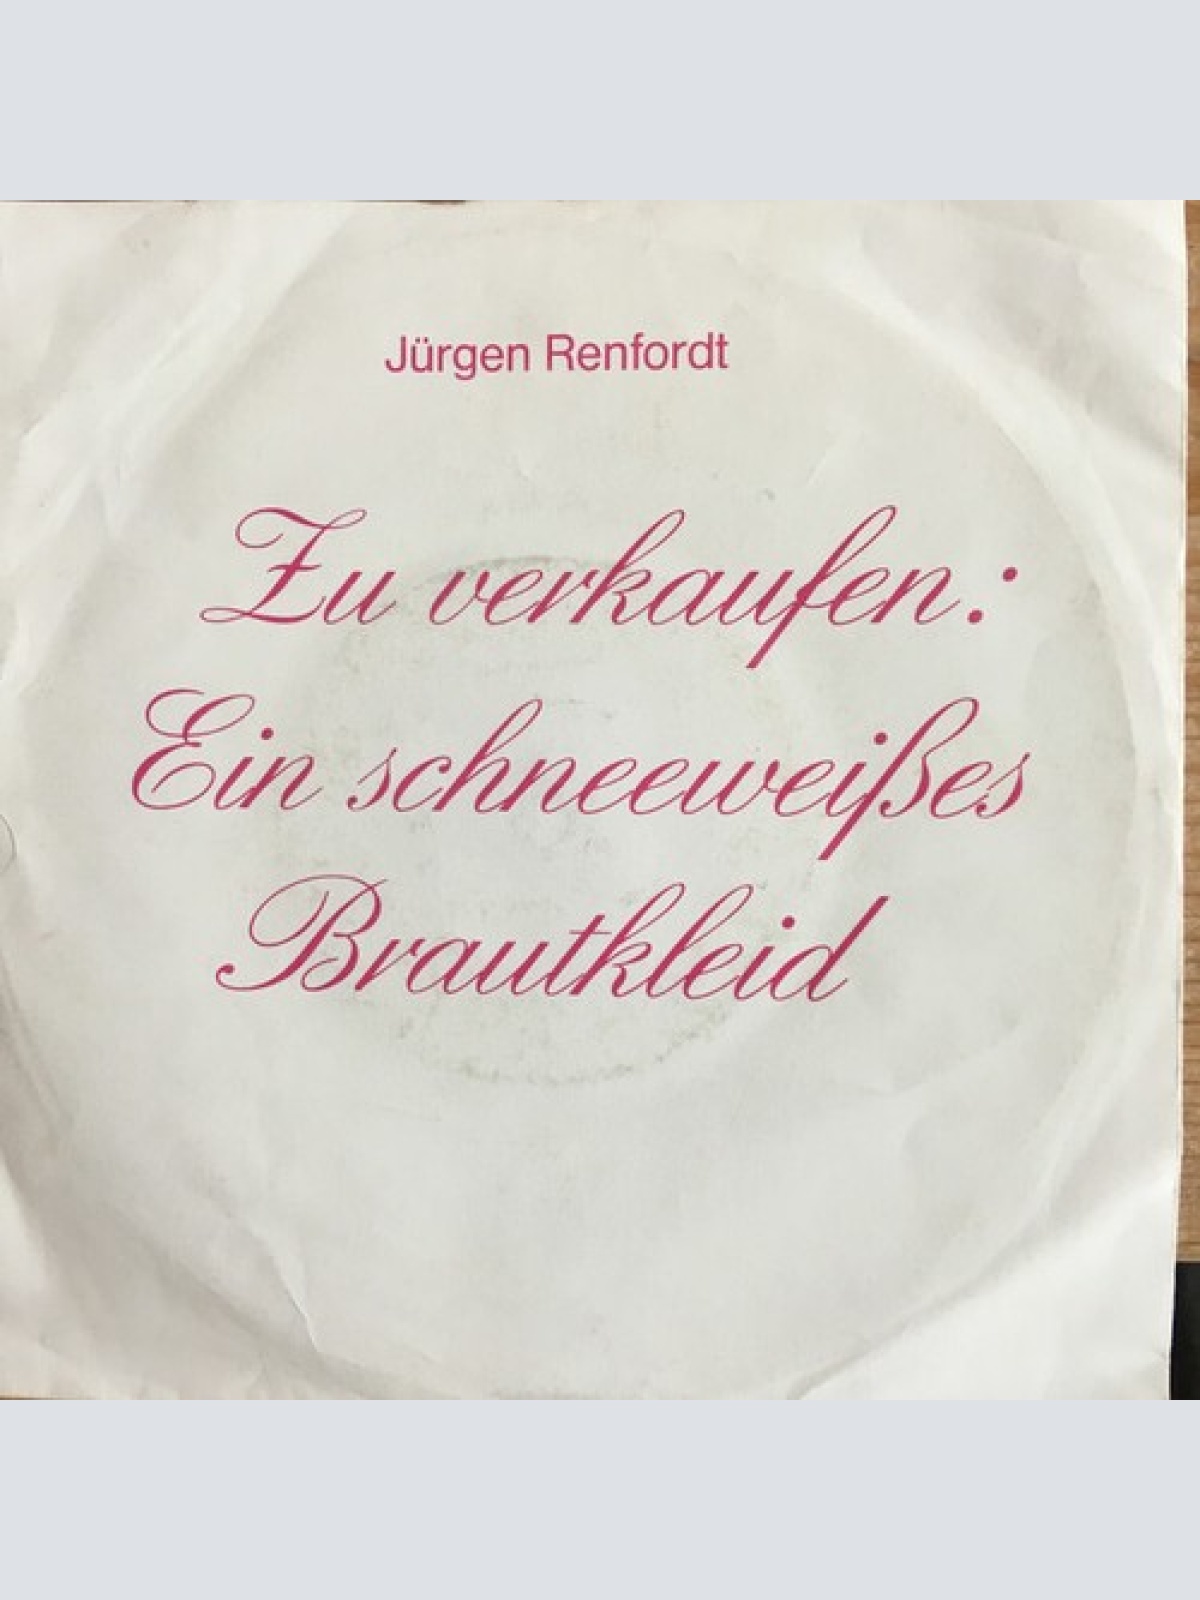 Jürgen Renfordt
Zu verkaufen:
Ein schneeweißes
Brautkleid